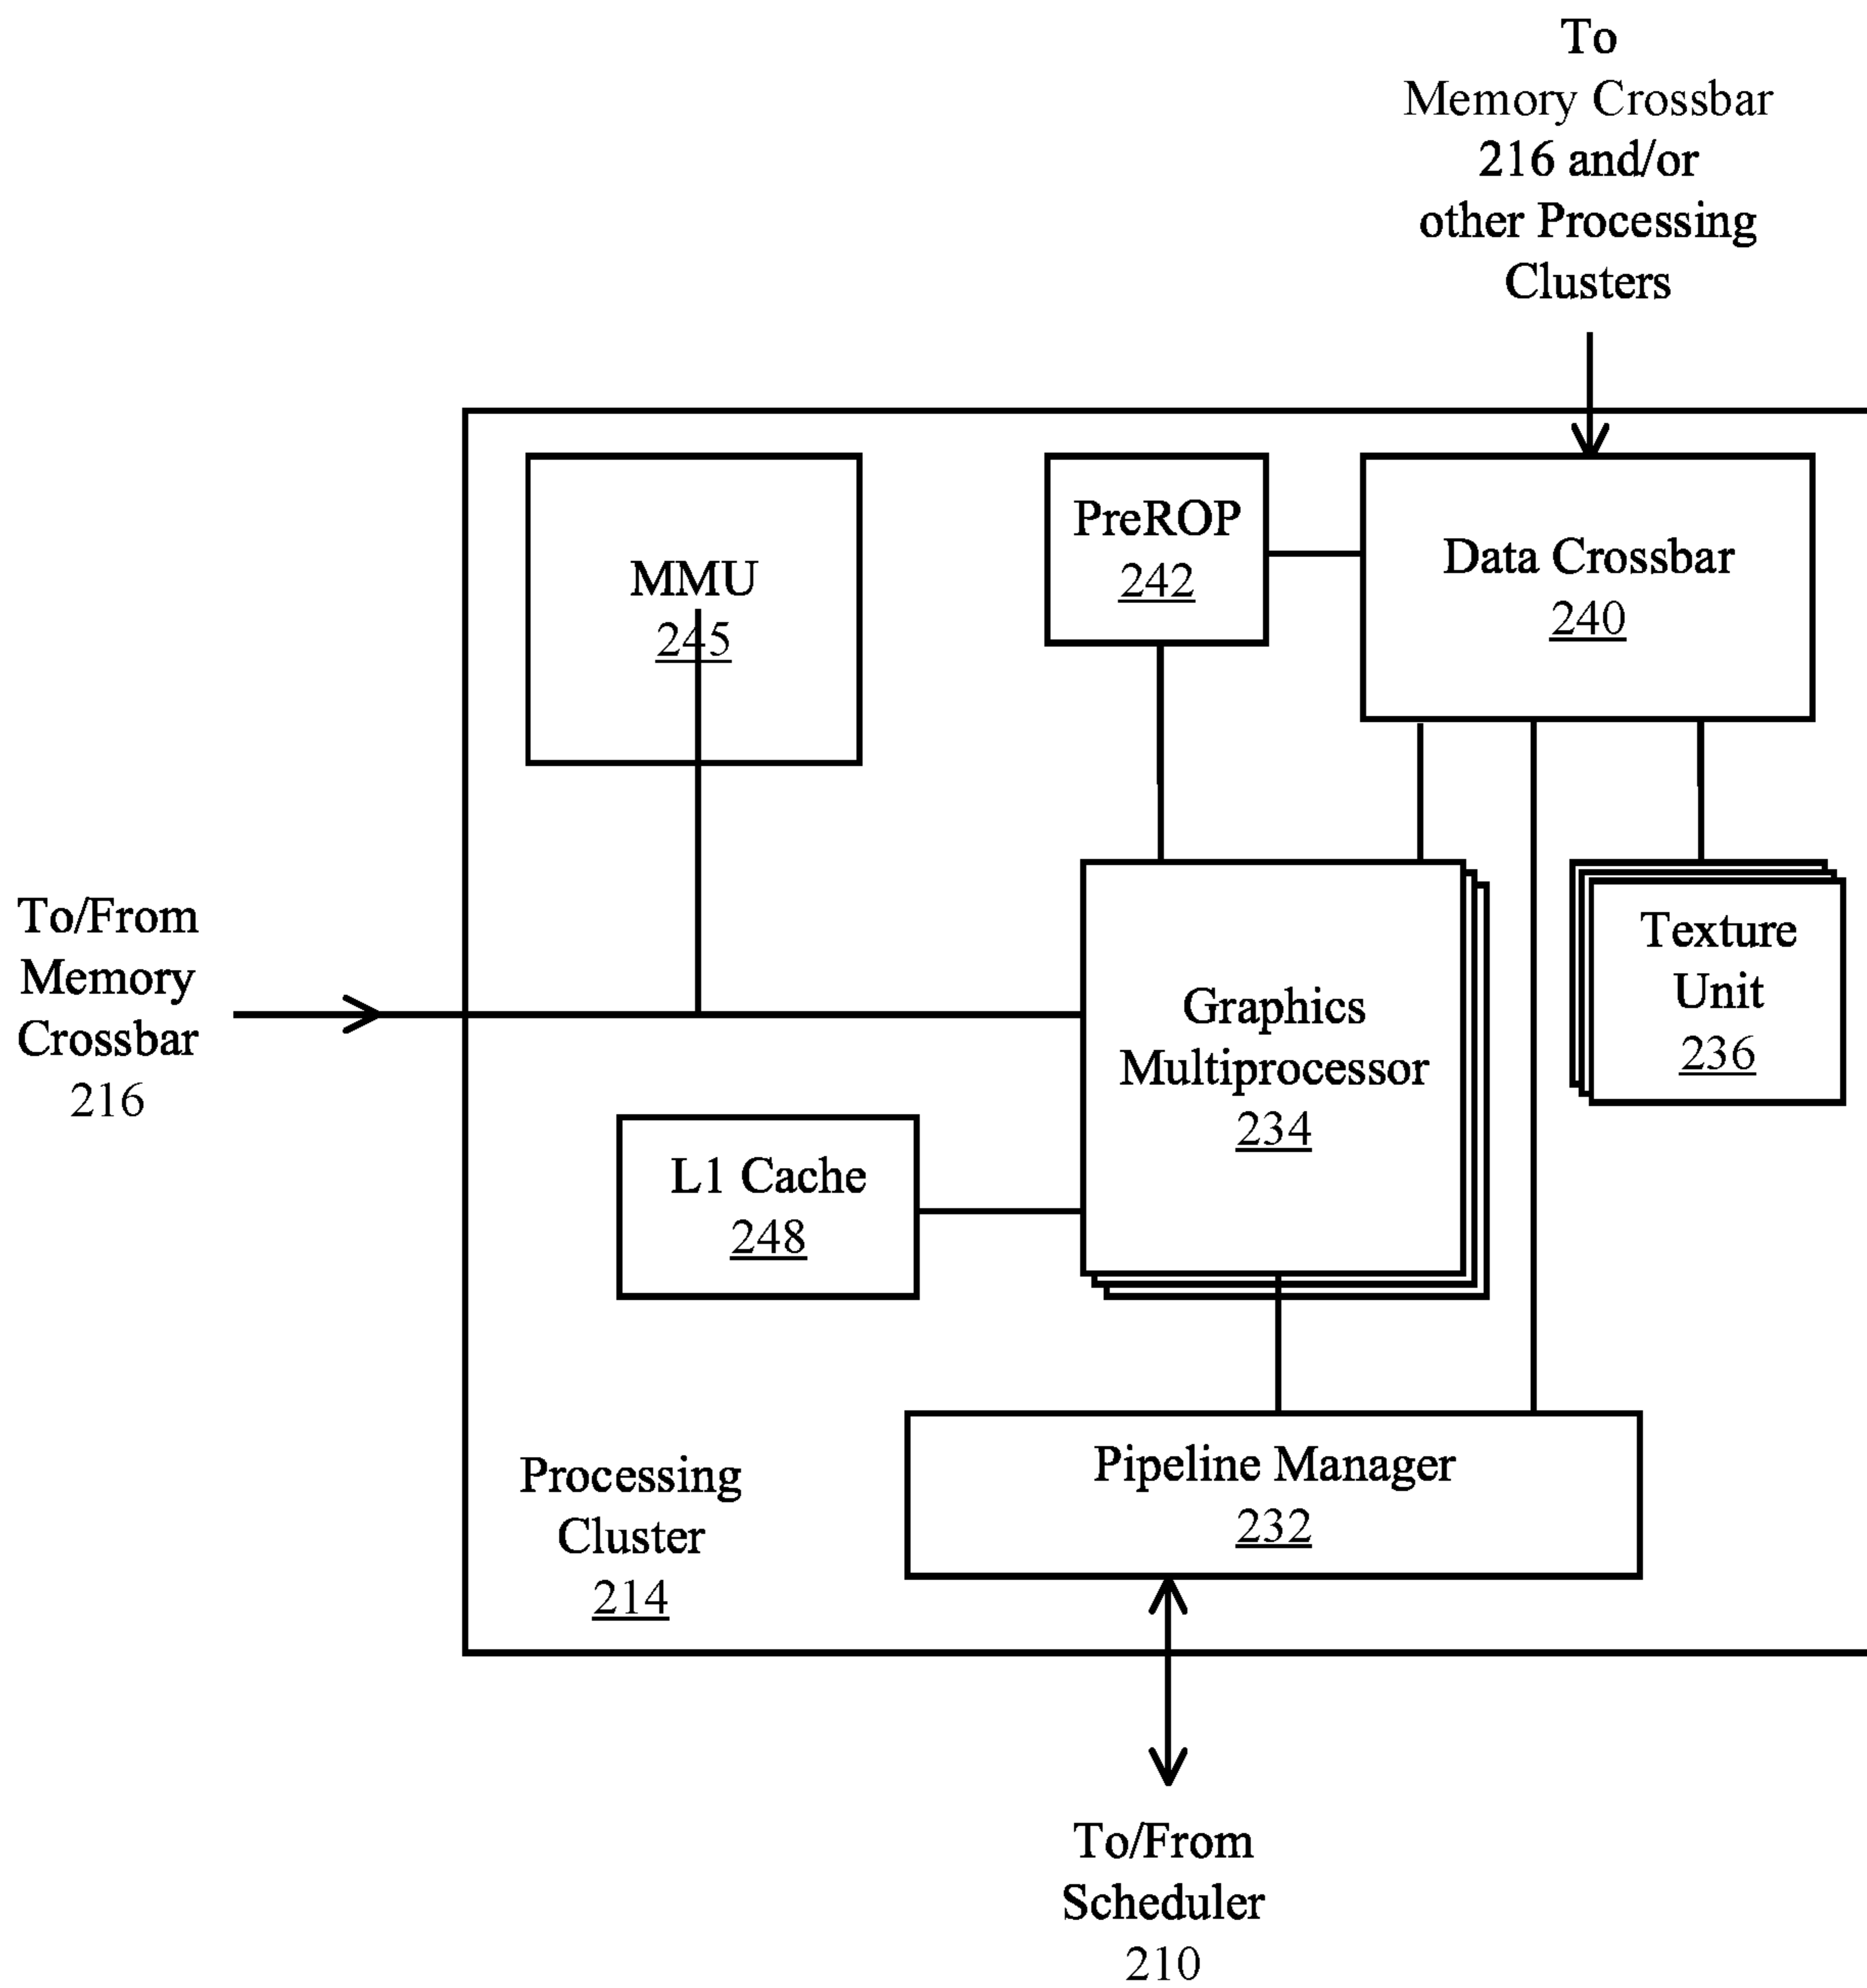 To
Memory Crossbar
216 and/or
other Processing
Clusters
MMU
245
PreROP
242
Data Crossbar
240
To/From
Memory
Crossbar
216
Graphics
Multiprocessor
234
Texture
Unit
236
L1 Cache
248
Processing
Cluster
214
Pipeline Manager
232
To/From
Scheduler
210